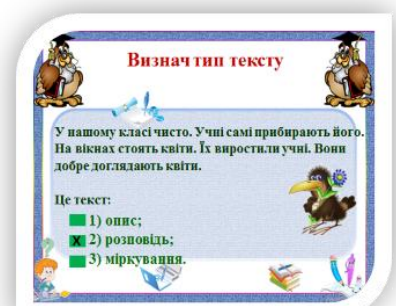 Визнач тип тексту
У нашому класі чисто. Учні самі прибирають його.
На вікнах стоять квіти. Їх виростили учні. Вони
добре доглядають квіти.
Це текст:
1) опис;
x 2) розповідь;
3) міркування.